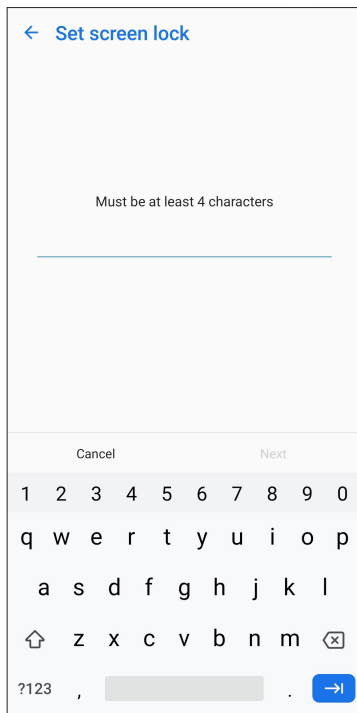 Set screen lock
Must be at least 4 characters
Cancel Next
1 2 3 4 5 6 7 8 9 0
q w e r t y u i o p
a s d f g h j k l
z x c v b n m
?123 , .